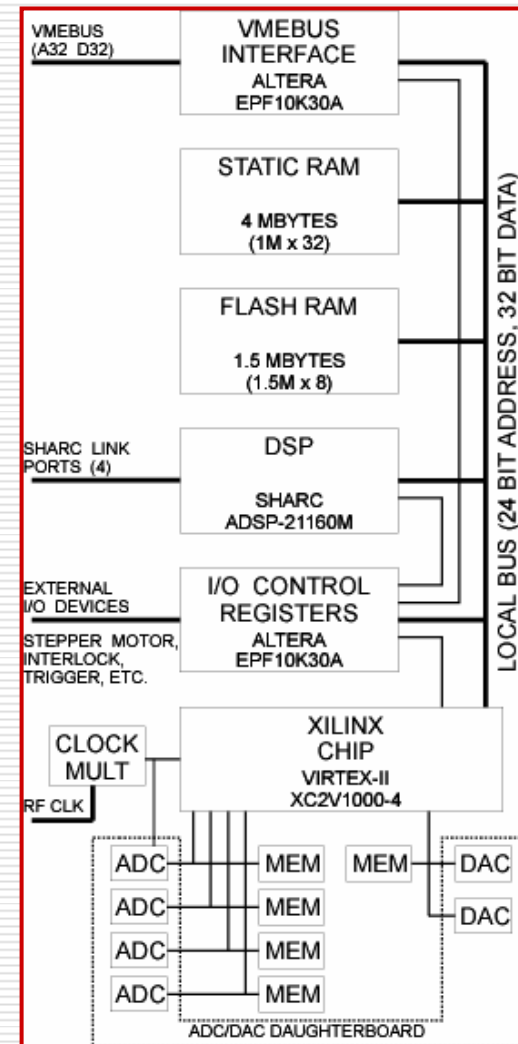 VMEBUS
(A32 D32)
VMEBUS
INTERFACE
ALTERA
EPF10K30A
STATIC RAM
4 MBYTES
(1M x 32)
FLASH RAM
1.5 MBYTES
(1.5M x 8)
LOCAL BUS (24 BIT ADDRESS, 32 BIT DATA)
SHARC LINK
PORTS (4)
DSP
SHARC
ADSP-21160M
EXTERNAL
I/O DEVICES
STEPPER MOTOR,
INTERLOCK,
TRIGGER, ETC.
I/O CONTROL
REGISTERS
ALTERA
EPF10K30A
CLOCK
MULT
RF CLK
XILINX
CHIP
VIRTEX-II
XC2V1000-4
ADC MEM MEM DAC
ADC MEM DAC
ADC MEM
ADC MEM
ADC/DAC DAUGHTERBOARD